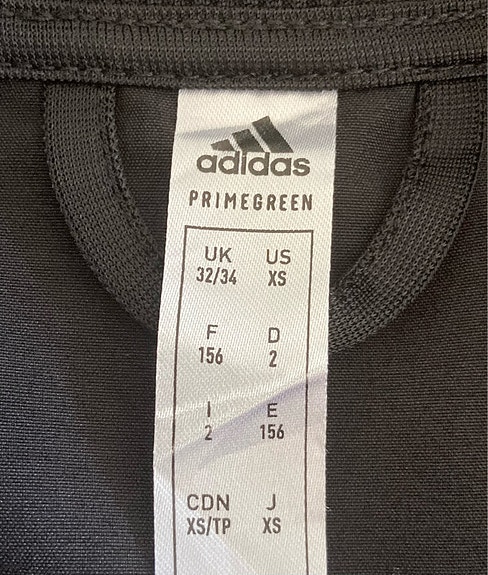 adidas
PRIMEGREEN
UK US
32/34 XS
F D
156 2
I E
2 156
CDN J
XS/TP XS